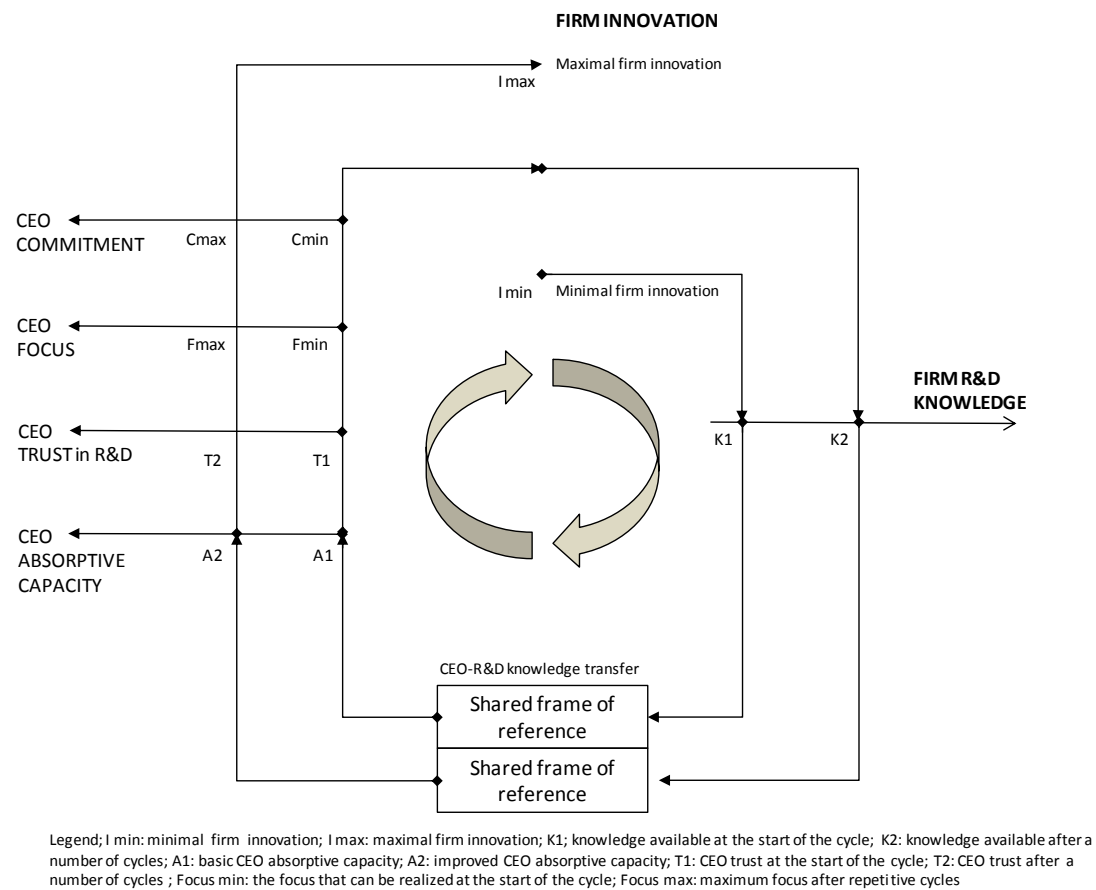 FIRM INNOVATION
Maximal firm innovation
I max
CEO
COMMITMENT
Cmax
Cmin
I min
Minimal firm innovation
CEO
FOCUS
Fmax
Fmin
FIRM R&D
KNOWLEDGE
CEO
TRUST in R&D
T2
T1
K1
K2
CEO
ABSORPTIVE
CAPACITY
A2
A1
CEO-R&D knowledge transfer
Shared frame of
reference
Shared frame of
reference
Legend; I min: minimal firm innovation; I max: maximal firm innovation; K1; knowledge available at the start of the cycle; K2: knowledge available after a
number of cycles; A1: basic CEO absorptive capacity; A2: improved CEO absorptive capacity; T1: CEO trust at the start of the cycle; T2: CEO trust after a
number of cycles ; Focus min: the focus that can be realized at the start of the cycle; Focus max: maximum focus after repetitive cycles